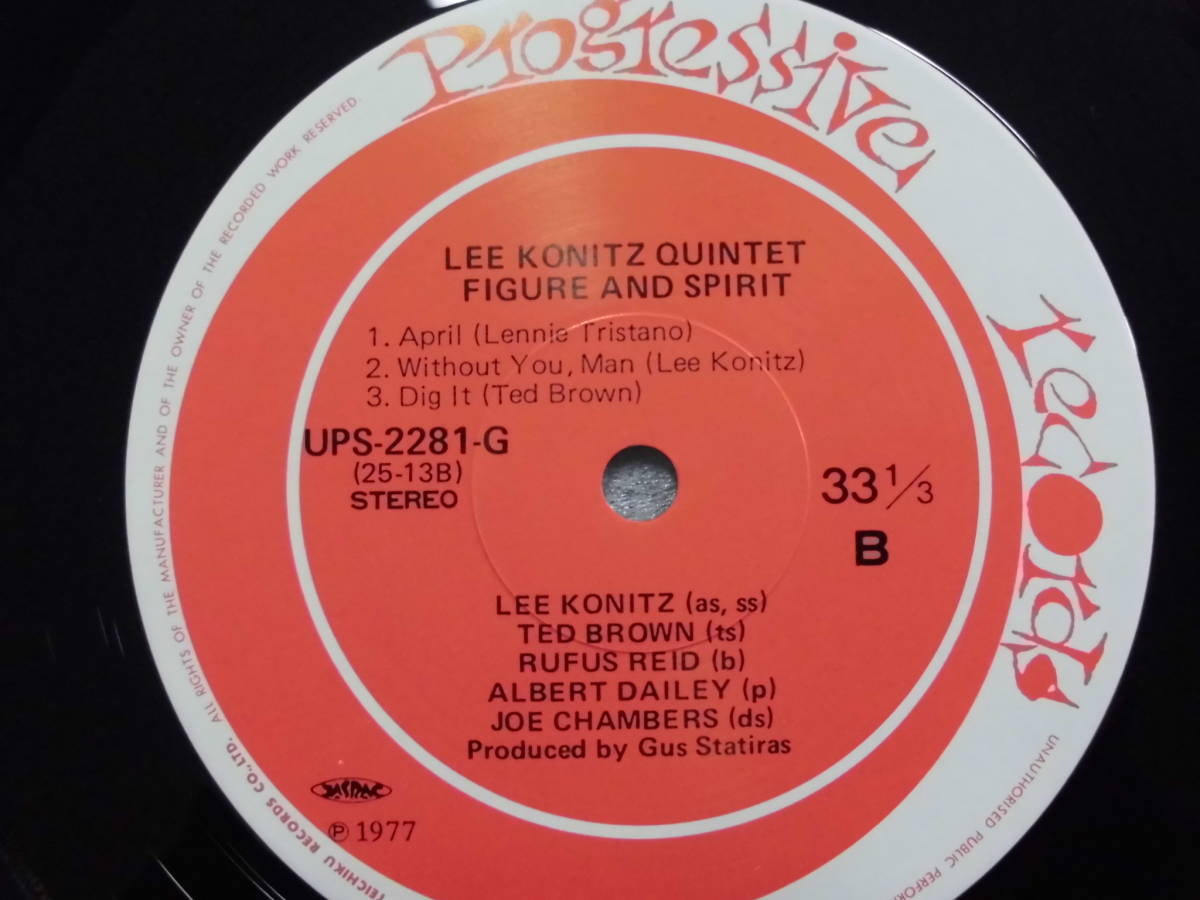 Progressive
records
LEE KONITZ QUINTET
FIGURE AND SPIRIT
1. April (Lennie Tristano)
2. Without You, Man (Lee Konitz)
3. Dig It (Ted Brown)
UPS-2281-G
(25-13B)
STEREO
33 1/3
B
LEE KONITZ (as, ss)
TED BROWN (ts)
RUFUS REID (b)
ALBERT DAILEY (p)
JOE CHAMBERS (ds)
Produced by Gus Statiras
JASRAC
℗ 1977
TEICHIKU RECORDS CO., LTD. ALL RIGHTS OF THE MANUFACTURER AND OF THE OWNER OF THE RECORDED WORK RESERVED.
UNAUTHORISED PUBLIC